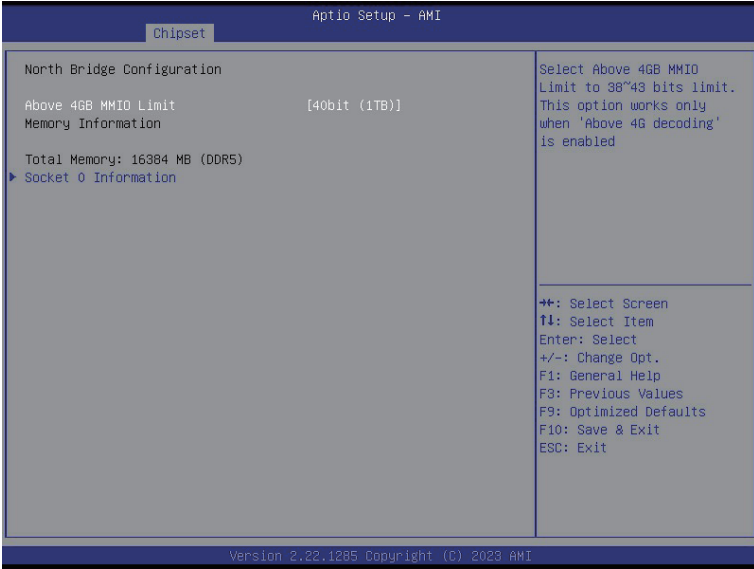 Aptio Setup – AMI
Chipset
North Bridge Configuration
Above 4GB MMIO Limit [40bit (1TB)]
Memory Information
Total Memory: 16384 MB (DDR5)
Socket 0 Information
Select Above 4GB MMIO
Limit to 38~43 bits limit.
This option works only
when 'Above 4G decoding'
is enabled
→←: Select Screen
↑↓: Select Item
Enter: Select
+/-: Change Opt.
F1: General Help
F3: Previous Values
F9: Optimized Defaults
F10: Save & Exit
ESC: Exit
Version 2.22.1285 Copyright (C) 2023 AMI